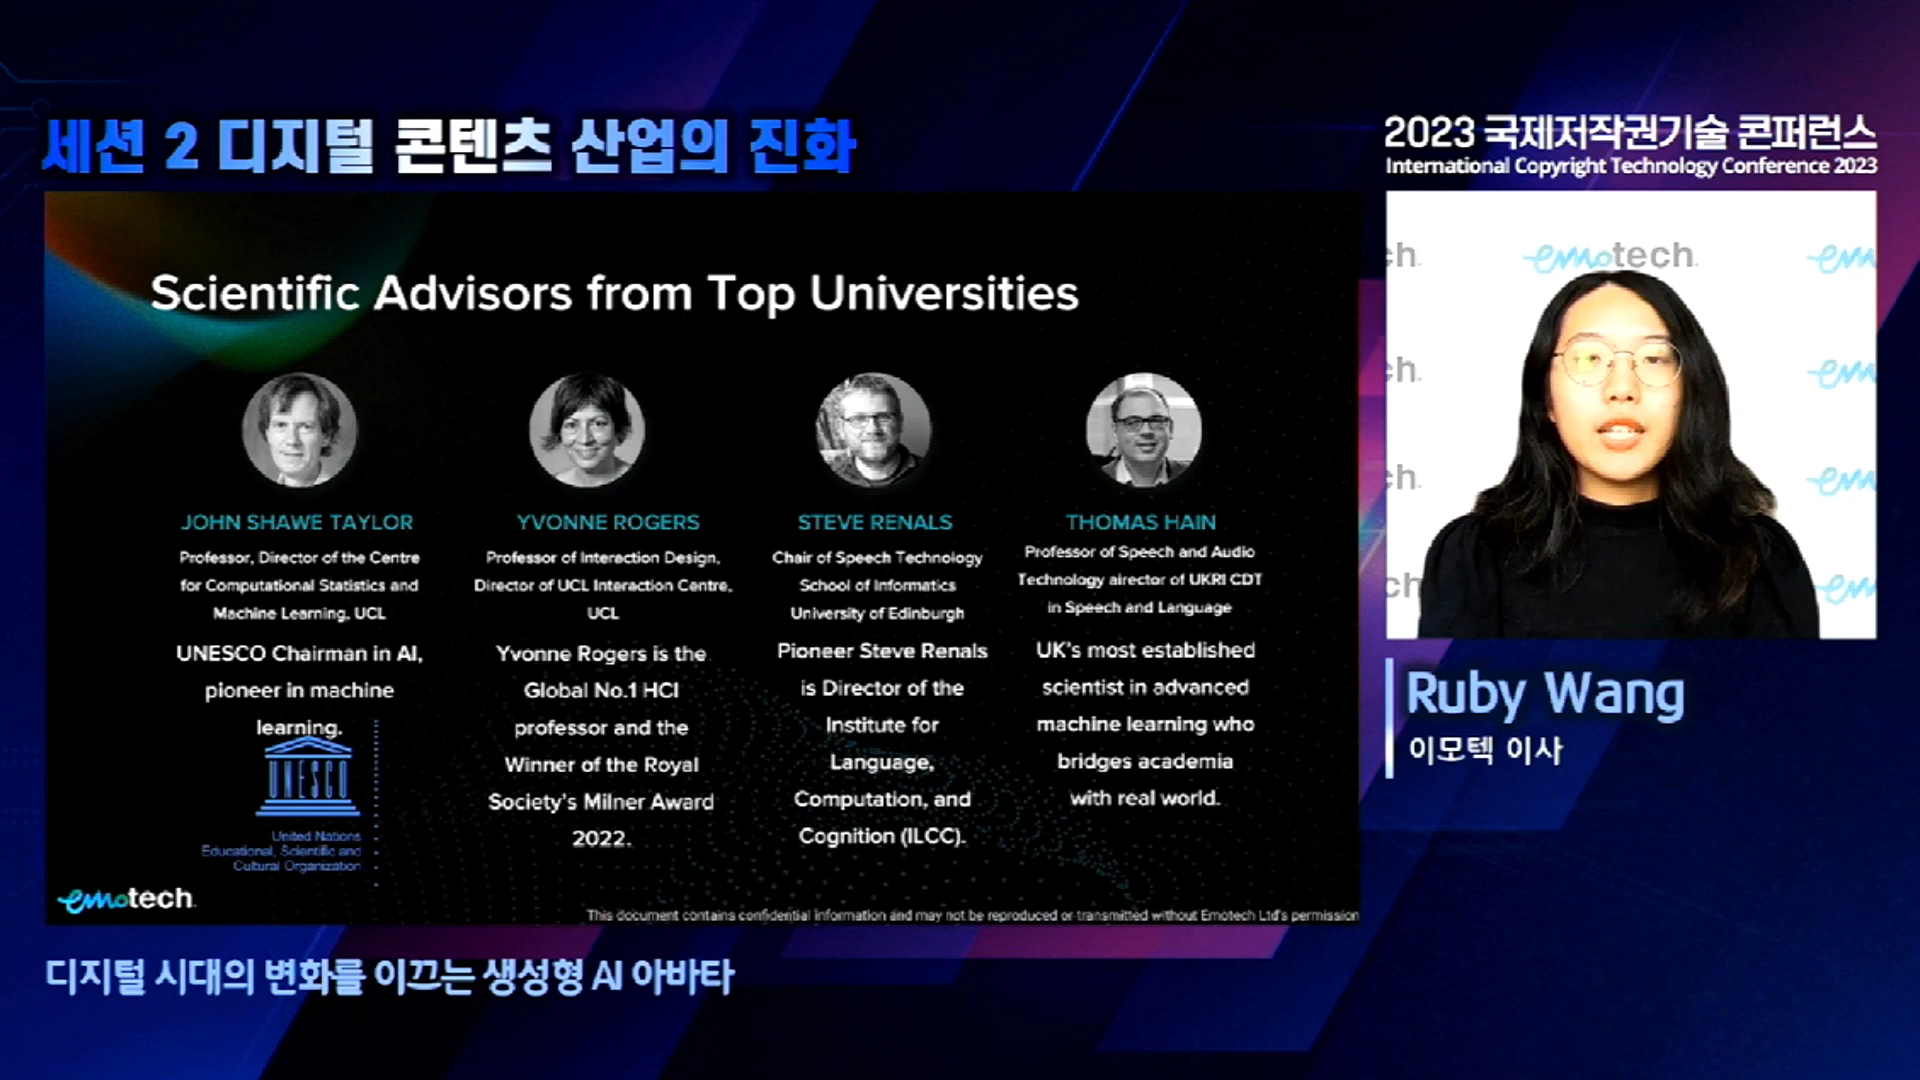 세션 2 디지털 콘텐츠 산업의 진화
2023 국제저작권기술 콘퍼런스
International Copyright Technology Conference 2023
Scientific Advisors from Top Universities
JOHN SHAWE TAYLOR
Professor, Director of the Centre
for Computational Statistics and
Machine Learning, UCL
UNESCO Chairman in AI,
pioneer in machine
learning.
UNESCO
United Nations
Educational, Scientific and
Cultural Organization
YVONNE ROGERS
Professor of Interaction Design,
Director of UCL Interaction Centre,
UCL
Yvonne Rogers is the
Global No.1 HCI
professor and the
Winner of the Royal
Society's Milner Award
2022.
STEVE RENALS
Chair of Speech Technology
School of Informatics
University of Edinburgh
Pioneer Steve Renals
is Director of the
Institute for
Language,
Computation, and
Cognition (ILCC).
THOMAS HAIN
Professor of Speech and Audio
Technology airector of UKRI CDT
in Speech and Language
UK's most established
scientist in advanced
machine learning who
bridges academia
with real world.
emotech.
This document contains confidential information and may not be reproduced or transmitted without Emotech Ltd's permission
ch. emotech. em
ch. em
ch. em
ch em
Ruby Wang
이모텍 이사
디지털 시대의 변화를 이끄는 생성형 AI 아바타